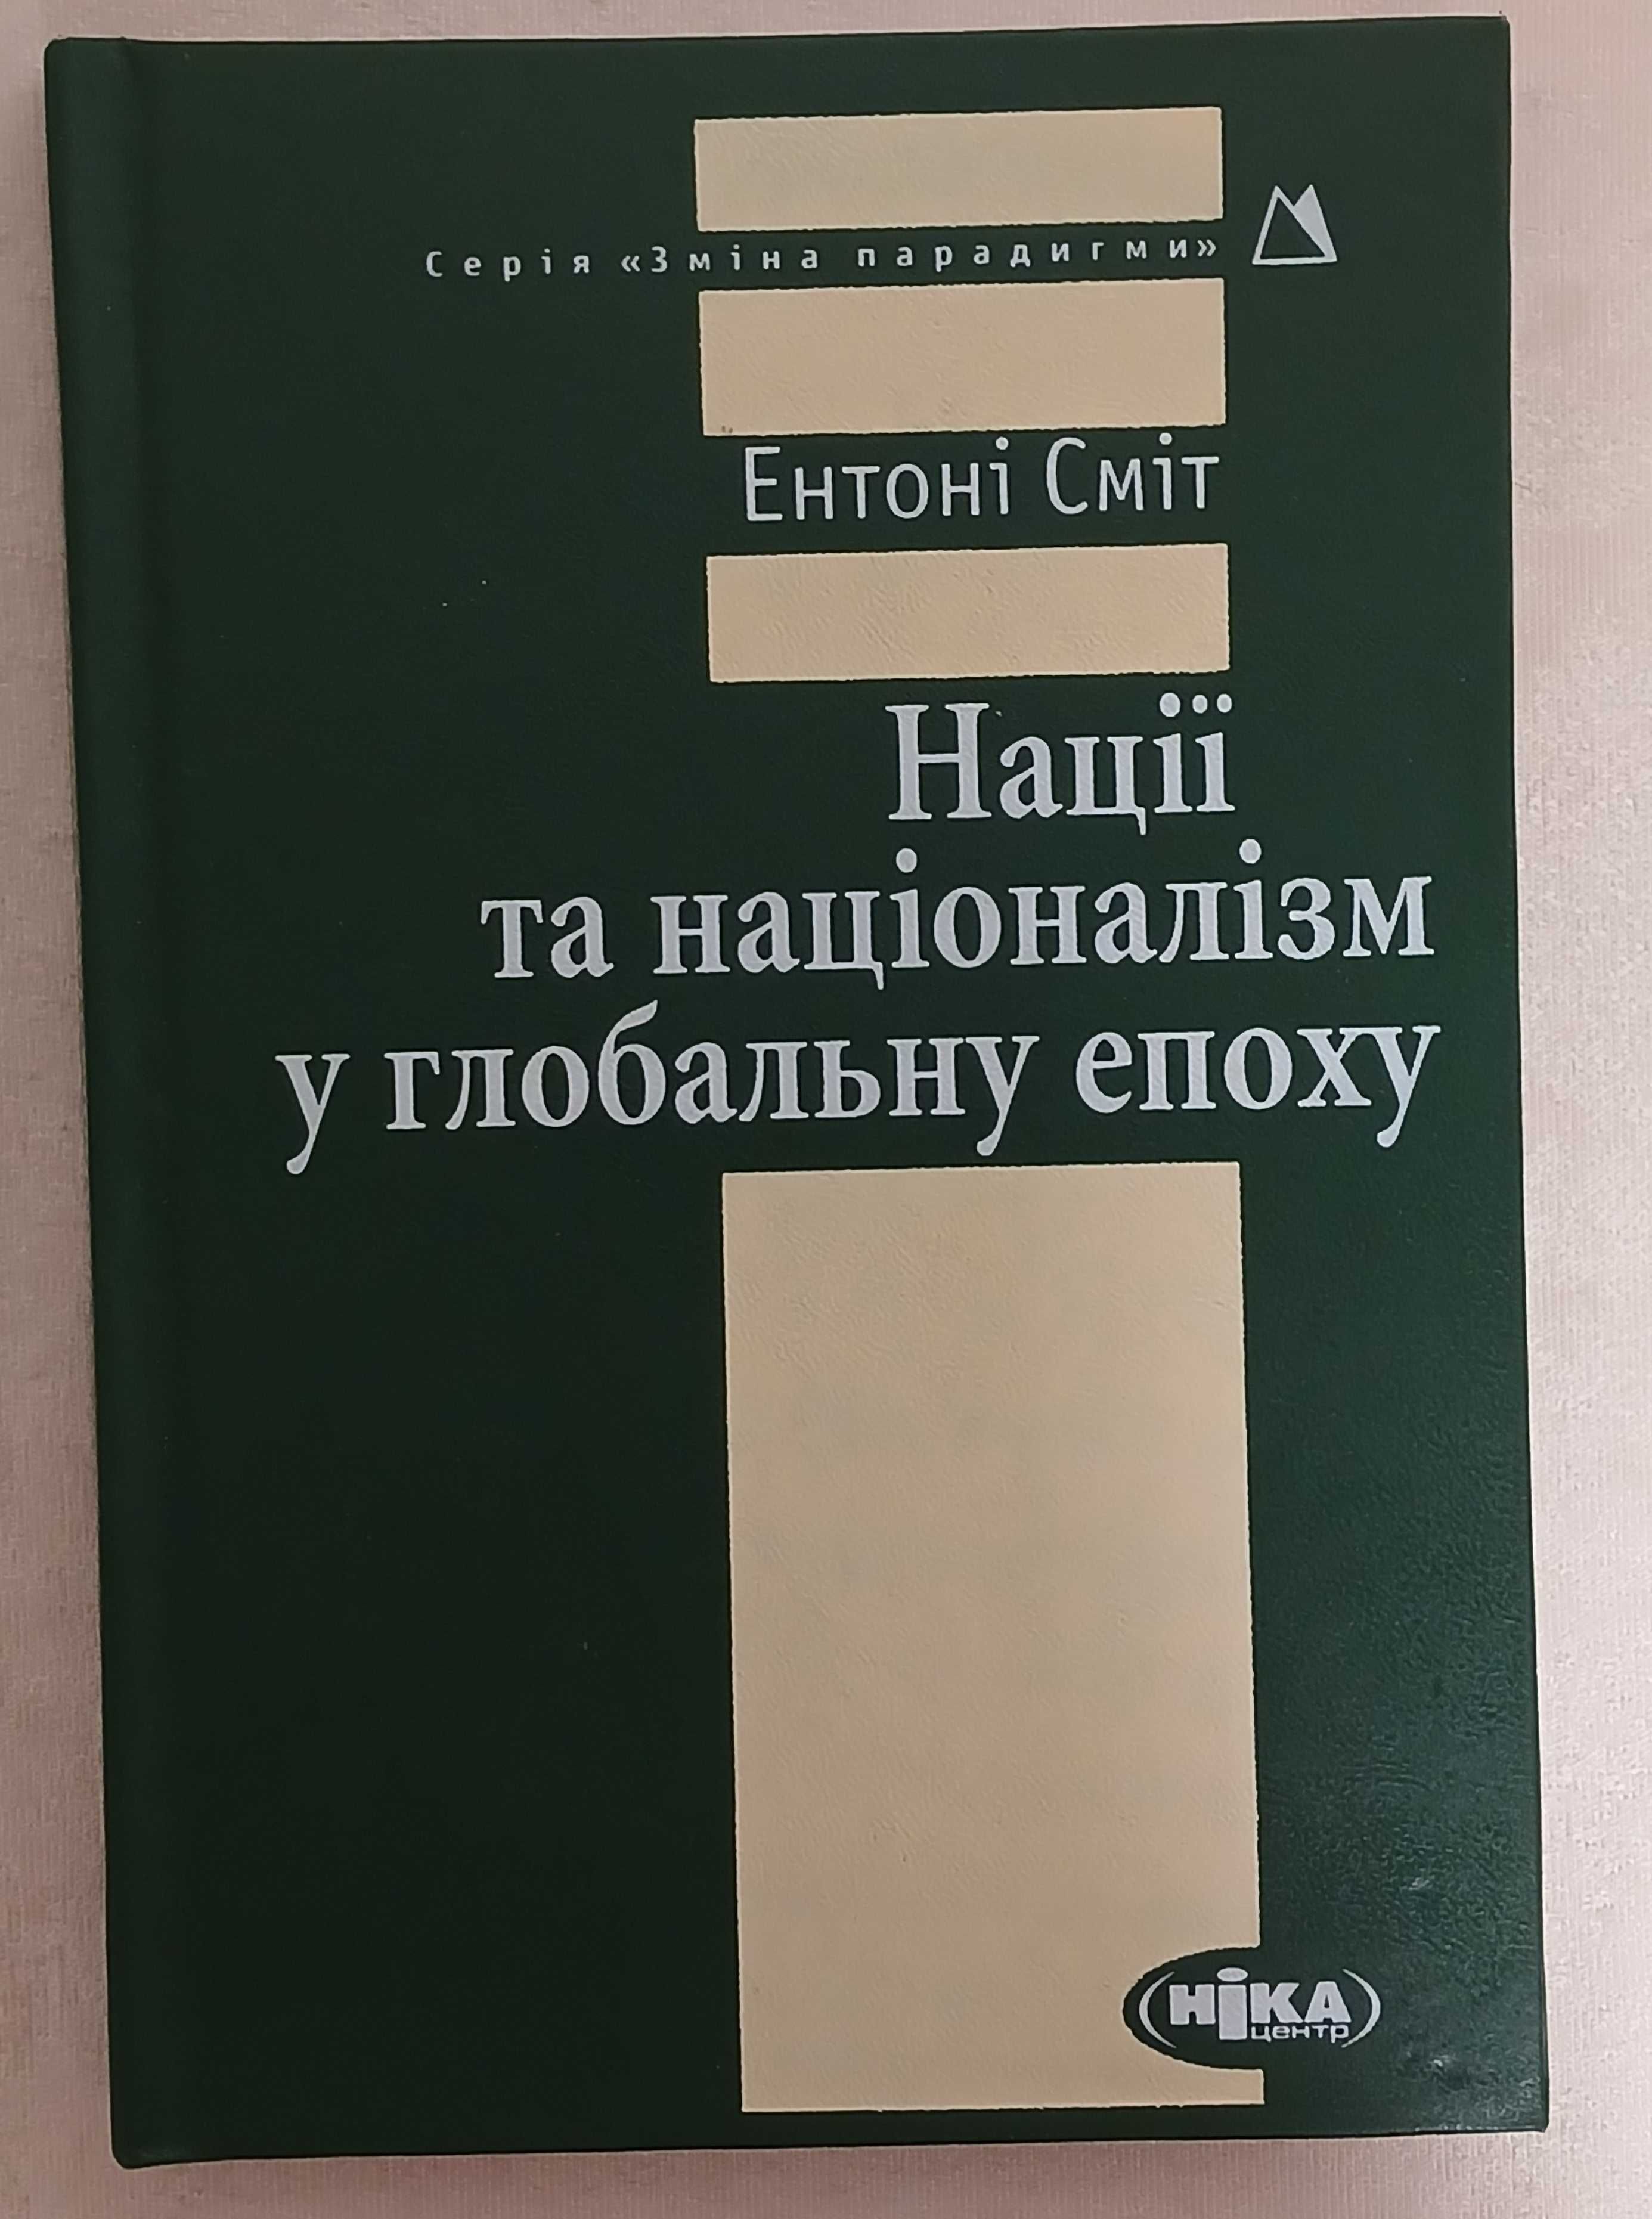 Серія «Зміна парадигми»
Ентоні Сміт
Нації
та націоналізм
у глобальну епоху
НіКА
центр